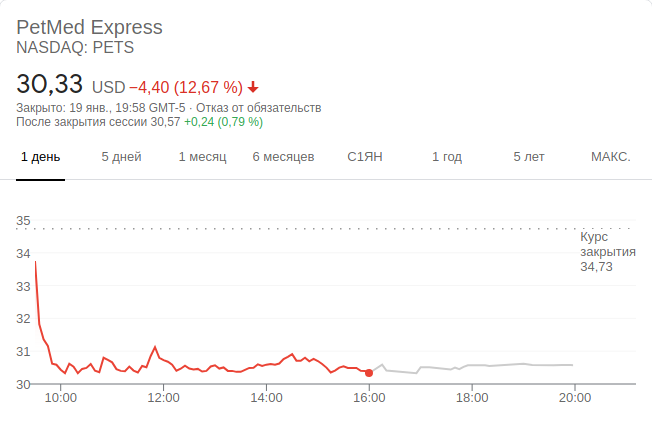 PetMed Express
NASDAQ: PETS
30,33 USD −4,40 (12,67 %)
Закрыто: 19 янв., 19:58 GMT-5 · Отказ от обязательств
После закрытия сессии 30,57 +0,24 (0,79 %)
1 день 5 дней 1 месяц 6 месяцев С1ЯН 1 год 5 лет МАКС.
35
Курс
закрытия
34,73
34
33
32
31
30
10:00 12:00 14:00 16:00 18:00 20:00